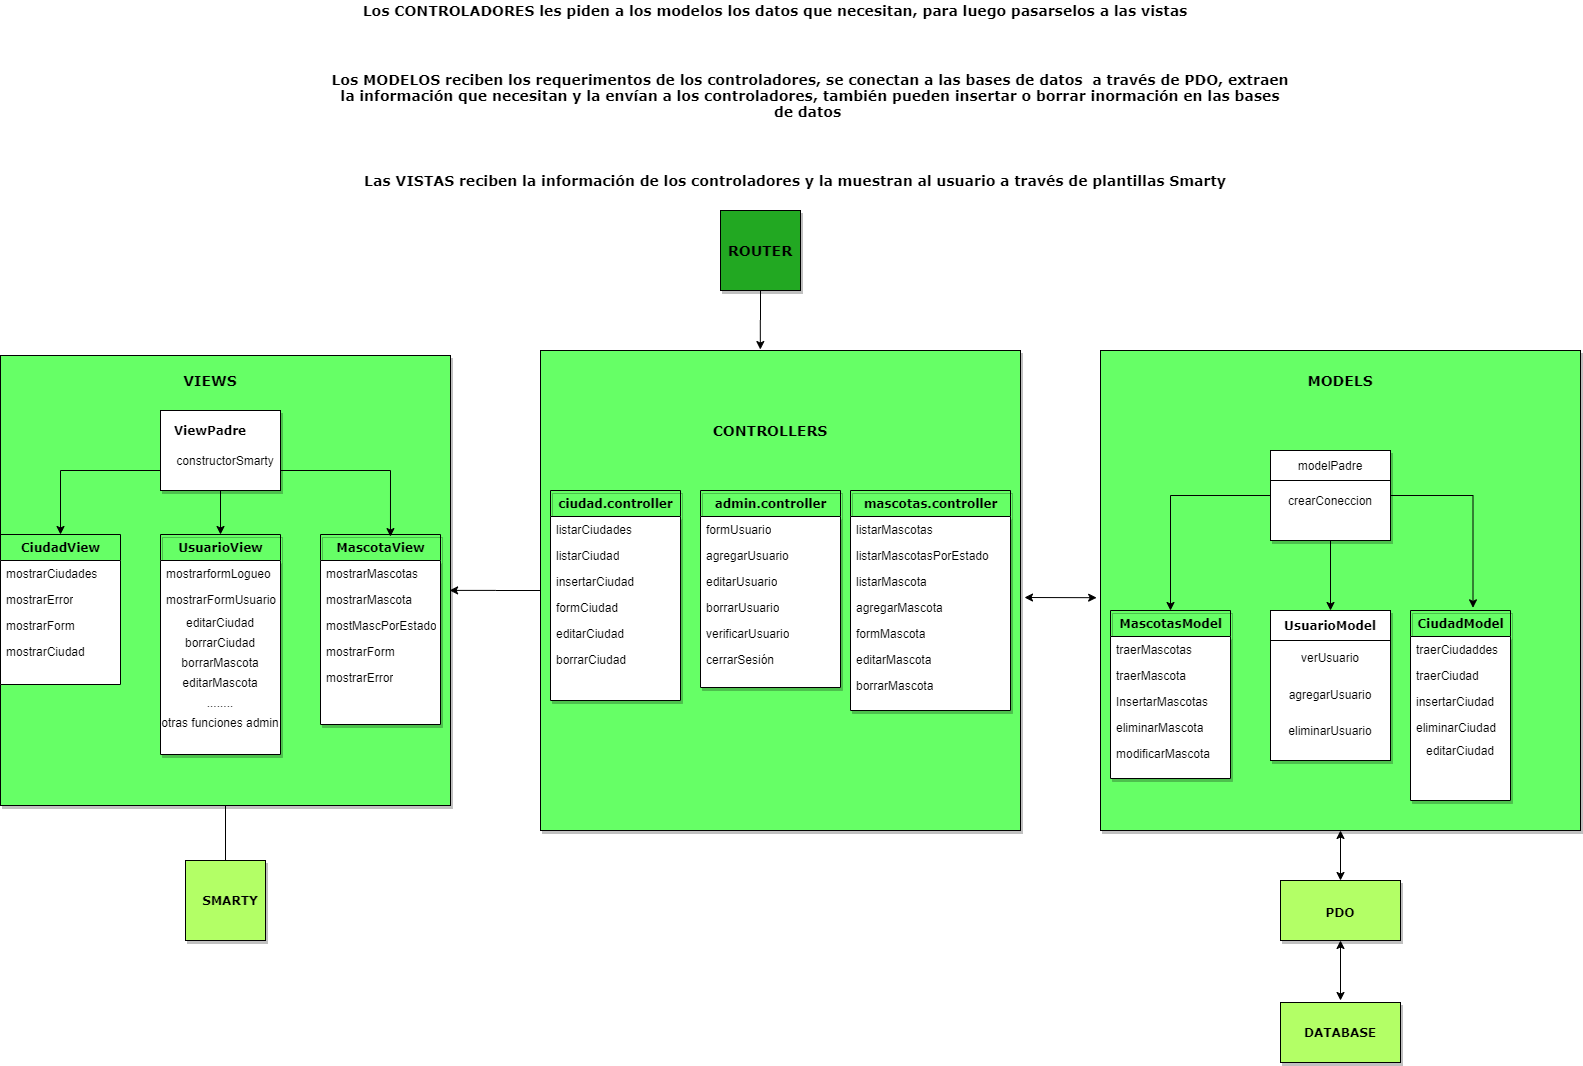 Los CONTROLADORES les piden a los modelos los datos que necesitan, para luego pasarselos a las vistas
Los MODELOS reciben los requerimentos de los controladores, se conectan a las bases de datos a través de PDO, extraen
la información que necesitan y la envían a los controladores, también pueden insertar o borrar inormación en las bases
de datos
Las VISTAS reciben la información de los controladores y la muestran al usuario a través de plantillas Smarty
ROUTER
VIEWS
ViewPadre
constructorSmarty
CiudadView
mostrarCiudades
mostrarError
mostrarForm
mostrarCiudad
UsuarioView
mostrarformLogueo
mostrarFormUsuario
editarCiudad
borrarCiudad
borrarMascota
editarMascota
........
otras funciones admin
MascotaView
mostrarMascotas
mostrarMascota
mostMascPorEstado
mostrarForm
mostrarError
SMARTY
CONTROLLERS
ciudad.controller
listarCiudades
listarCiudad
insertarCiudad
formCiudad
editarCiudad
borrarCiudad
admin.controller
formUsuario
agregarUsuario
editarUsuario
borrarUsuario
verificarUsuario
cerrarSesión
mascotas.controller
listarMascotas
listarMascotasPorEstado
listarMascota
agregarMascota
formMascota
editarMascota
borrarMascota
MODELS
modelPadre
crearConeccion
MascotasModel
traerMascotas
traerMascota
InsertarMascotas
eliminarMascota
modificarMascota
UsuarioModel
verUsuario
agregarUsuario
eliminarUsuario
CiudadModel
traerCiudaddes
traerCiudad
insertarCiudad
eliminarCiudad
editarCiudad
PDO
DATABASE